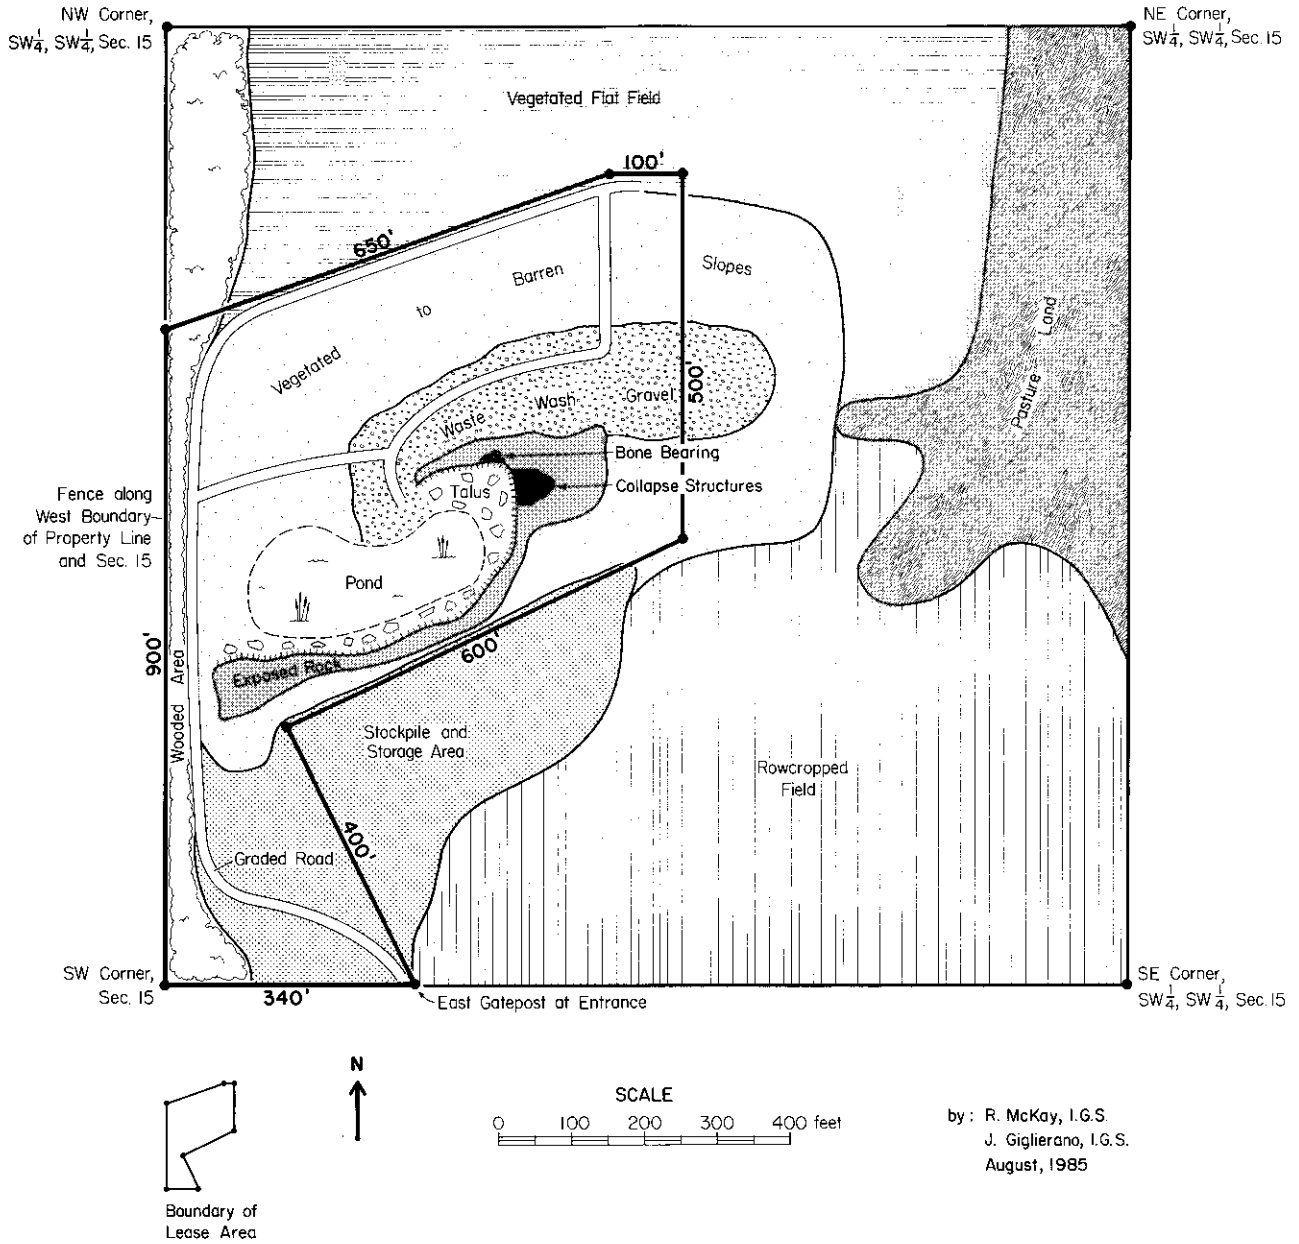 NW Corner,
SW¼, SW¼, Sec. 15
NE Corner,
SW¼, SW¼, Sec. 15
Vegetated Flat Field
100'
650'
Slopes
Barren
to
Vegetated
Pasture Land
500'
Gravel
Wash
Waste
Bone Bearing
Collapse Structures
Talus
Fence along
West Boundary
of Property Line
and Sec. 15
Pond
900'
Wooded Area
600'
Exposed Rock
Stockpile and
Storage Area
Rowcropped
Field
400'
Graded Road
SW Corner,
Sec. 15
340'
East Gatepost at Entrance
SE Corner,
SW¼, SW¼, Sec. 15
N
SCALE
0 100 200 300 400 feet
by: R. McKay, I.G.S.
J. Giglierano, I.G.S.
August, 1985
Boundary of
Lease Area